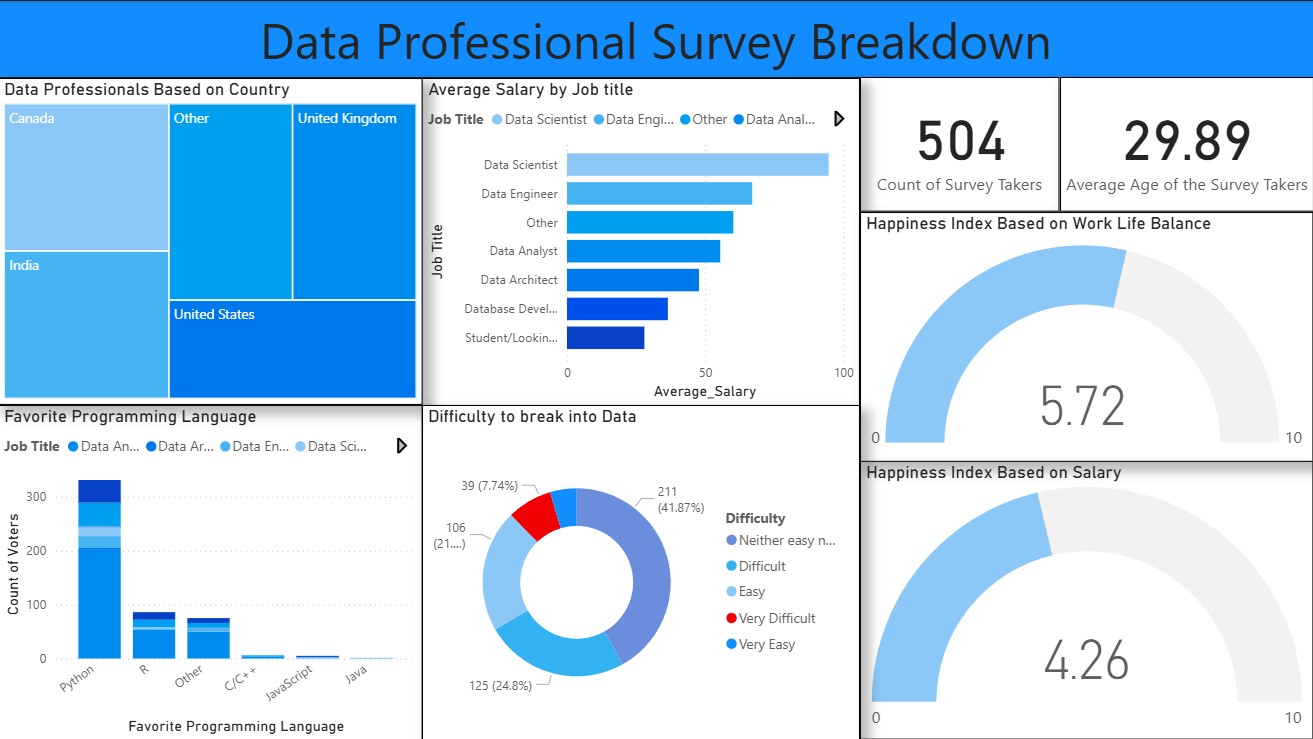 Data Professional Survey Breakdown
Data Professionals Based on Country
Canada
Other
United Kingdom
India
United States
Average Salary by Job title
Job Title Data Scientist Data Engi... Other Data Anal...
Job Title
Data Scientist
Data Engineer
Other
Data Analyst
Data Architect
Database Devel...
Student/Lookin...
0 50 100
Average_Salary
504
Count of Survey Takers
29.89
Average Age of the Survey Takers
Happiness Index Based on Work Life Balance
5.72
0 10
Happiness Index Based on Salary
4.26
0 10
Favorite Programming Language
Job Title Data An... Data Ar... Data En... Data Sci...
Count of Voters
300
200
100
0
Python
R
Other
C/C++
JavaScript
Java
Favorite Programming Language
Difficulty to break into Data
39 (7.74%)
211
(41.87%)
106
(21....)
125 (24.8%)
Difficulty
Neither easy n...
Difficult
Easy
Very Difficult
Very Easy